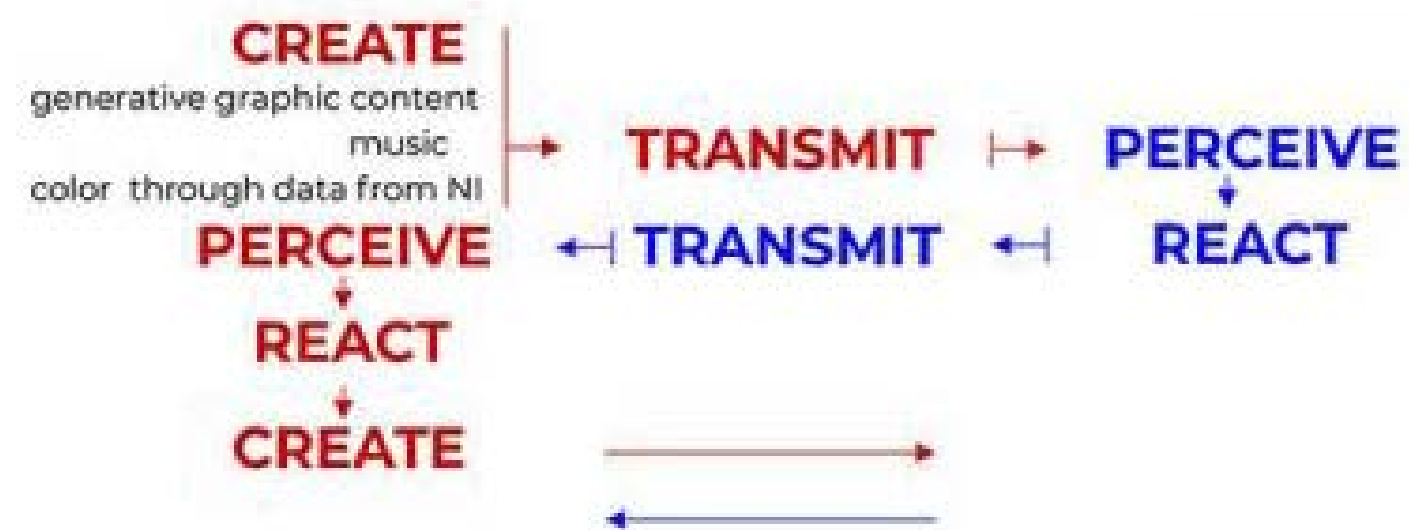 CREATE
generative graphic content
music
color through data from NI
TRANSMIT
PERCEIVE
PERCEIVE
TRANSMIT
REACT
REACT
CREATE